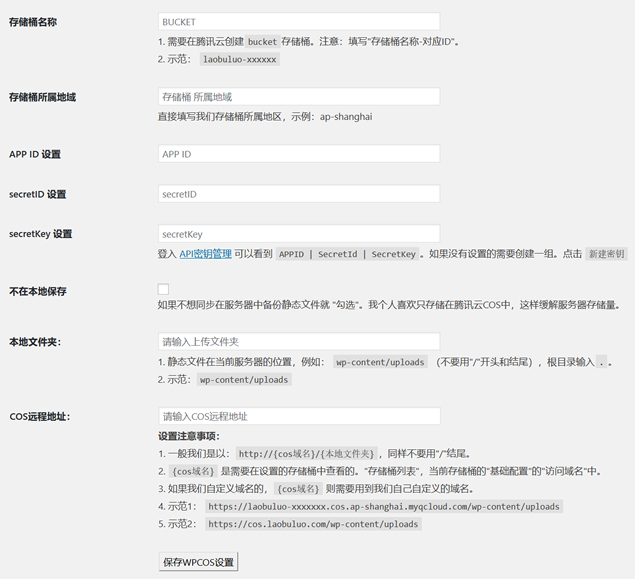 存储桶名称
BUCKET
1. 需要在腾讯云创建 bucket 存储桶。注意：填写"存储桶名称-对应ID"。
2. 示范： laobuluo-xxxxxx
存储桶所属地域
存储桶 所属地域
直接填写我们存储桶所属地区，示例：ap-shanghai
APP ID 设置
APP ID
secretID 设置
secretID
secretKey 设置
secretKey
登入 API密钥管理 可以看到 APPID | SecretId | SecretKey 。如果没有设置的需要创建一组。点击 新建密钥
不在本地保存
如果不想同步在服务器中备份静态文件就 "勾选"。我个人喜欢只存储在腾讯云COS中，这样缓解服务器存储量。
本地文件夹：
请输入上传文件夹
1. 静态文件在当前服务器的位置，例如： wp-content/uploads （不要用"/"开头和结尾），根目录输入 . 。
2. 示范： wp-content/uploads
COS远程地址：
请输入COS远程地址
设置注意事项：
1. 一般我们是以： http://{cos域名}/{本地文件夹} ，同样不要用"/"结尾。
2. {cos域名} 是需要在设置的存储桶中查看的。"存储桶列表"，当前存储桶的"基础配置"的"访问域名"中。
3. 如果我们自定义域名的， {cos域名} 则需要用到我们自己自定义的域名。
4. 示范1： https://laobuluo-xxxxxxx.cos.ap-shanghai.myqcloud.com/wp-content/uploads
5. 示范2： https://cos.laobuluo.com/wp-content/uploads
保存WPCOS设置